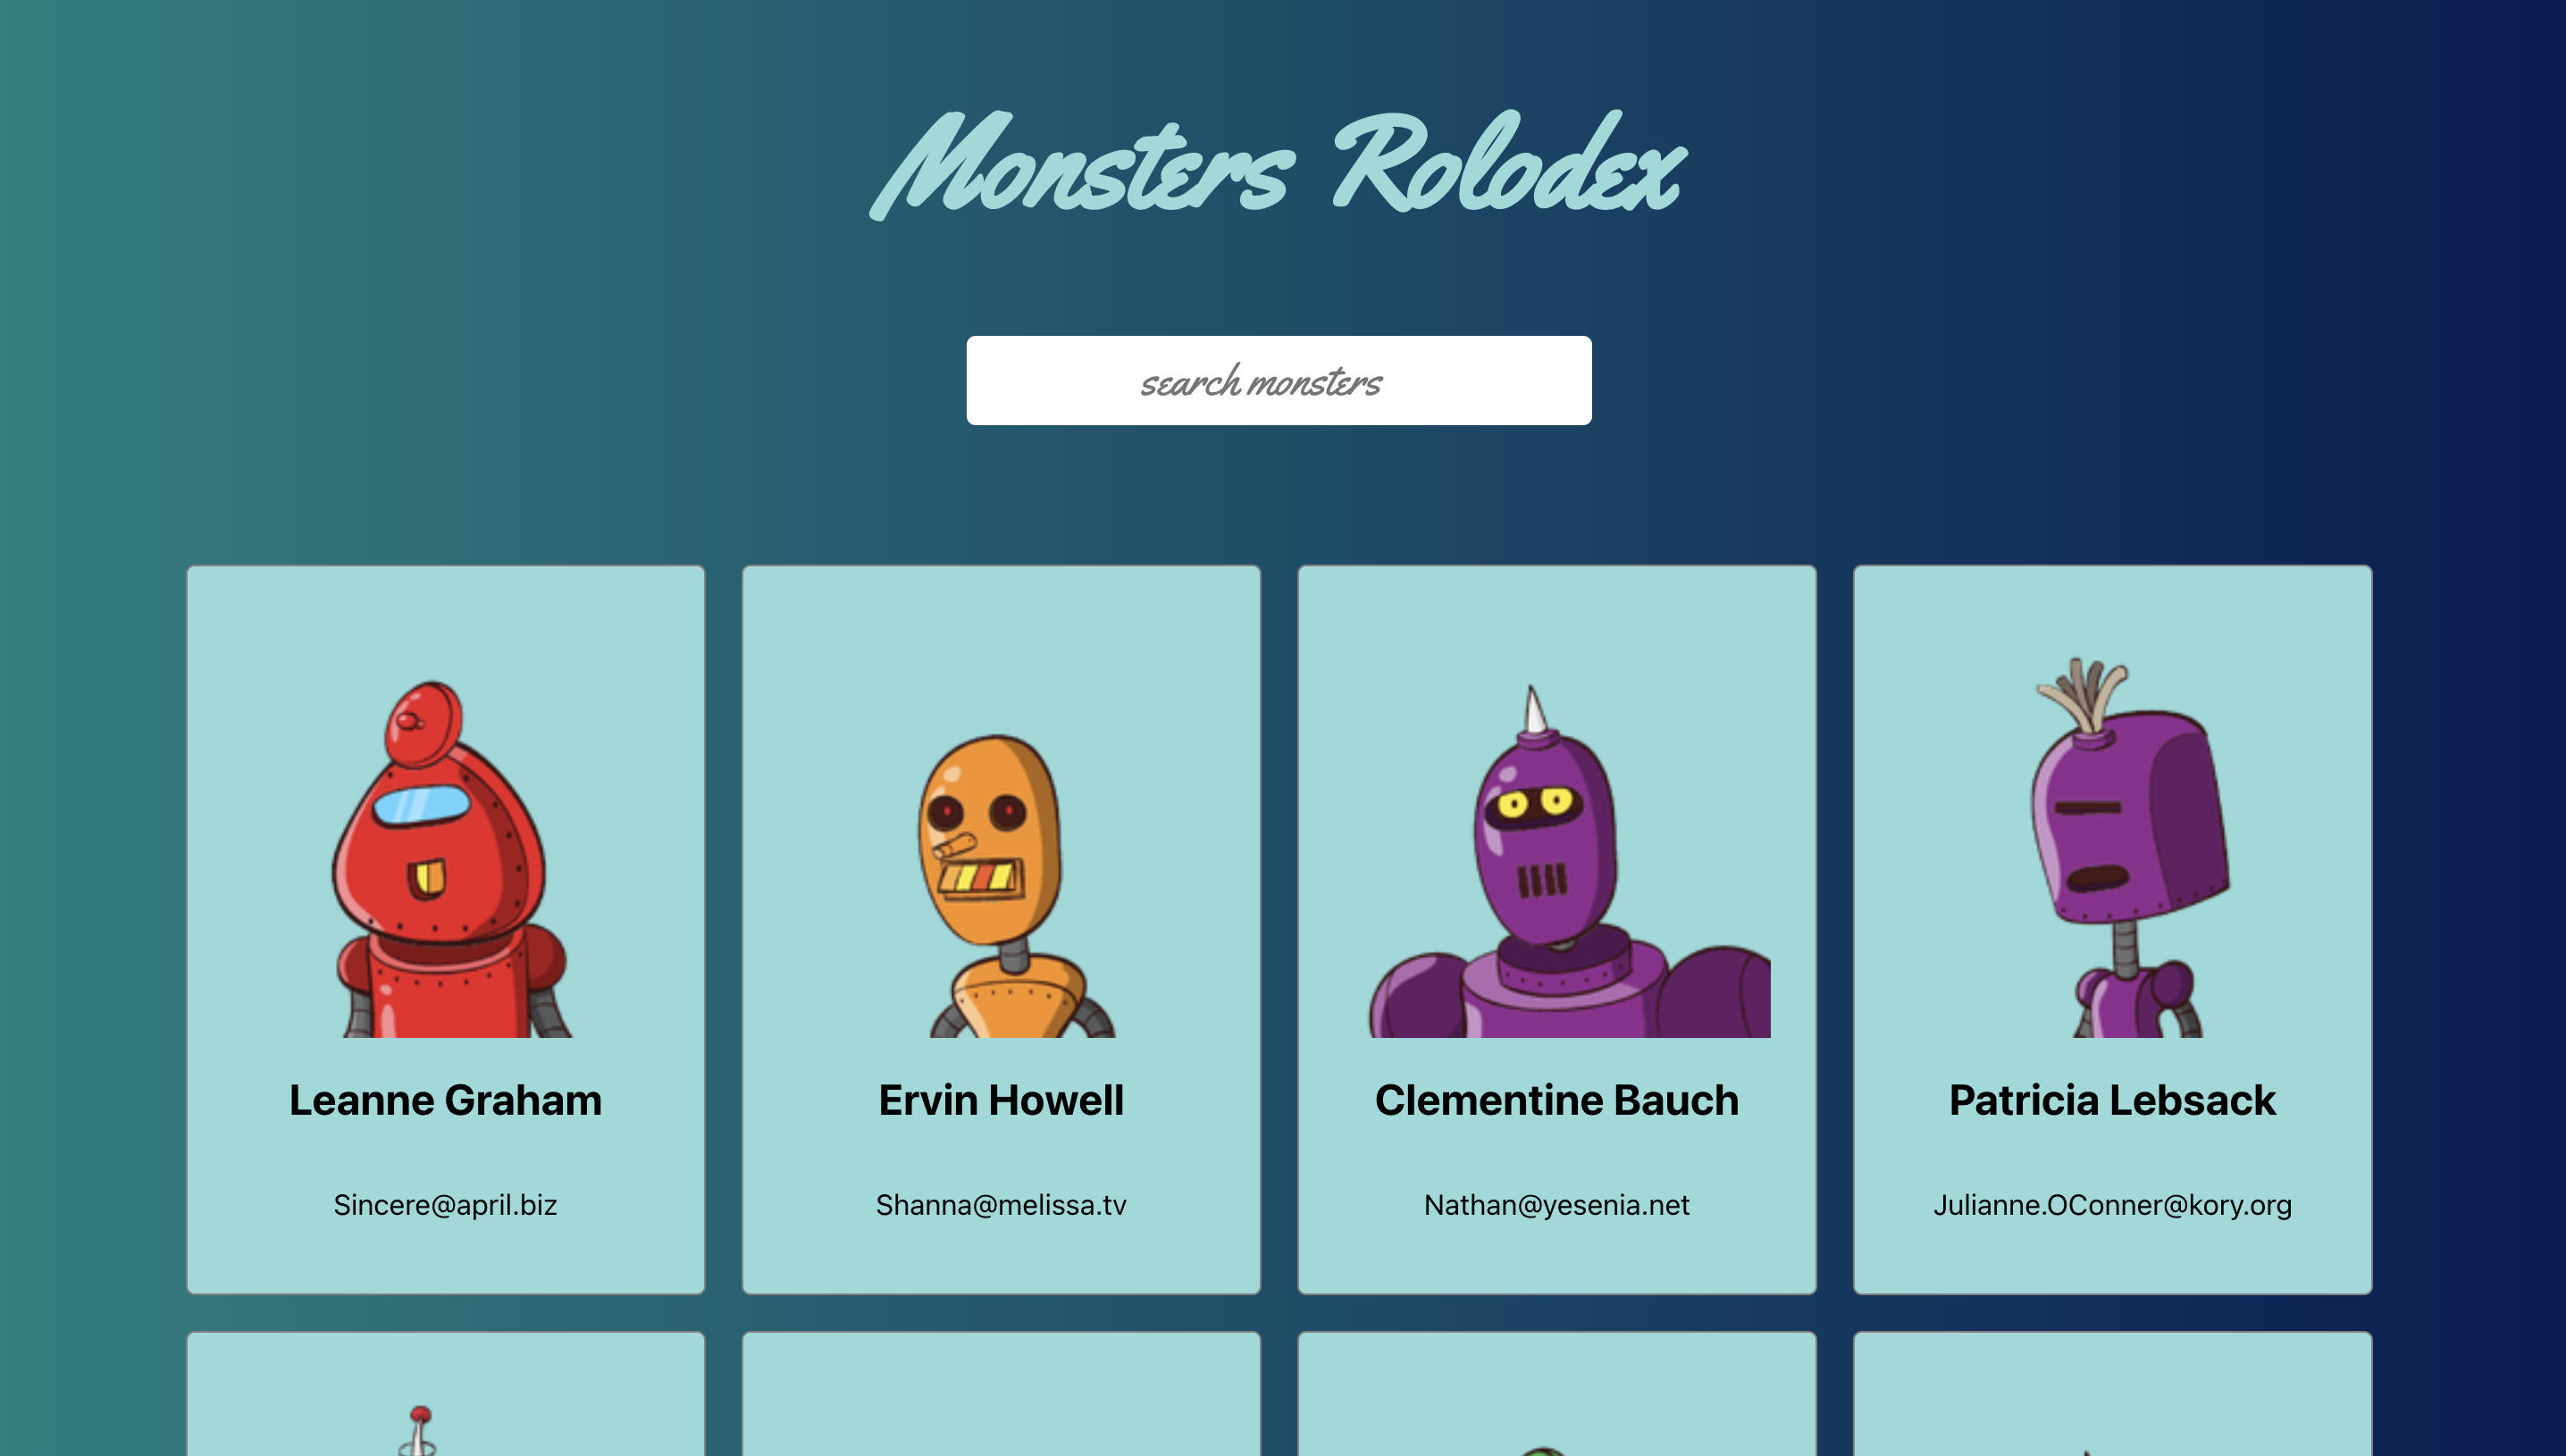 Monsters Rolodex
search monsters
Leanne Graham
Ervin Howell
Clementine Bauch
Patricia Lebsack
Sincere@april.biz
Shanna@melissa.tv
Nathan@yesenia.net
Julianne.OConner@kory.org